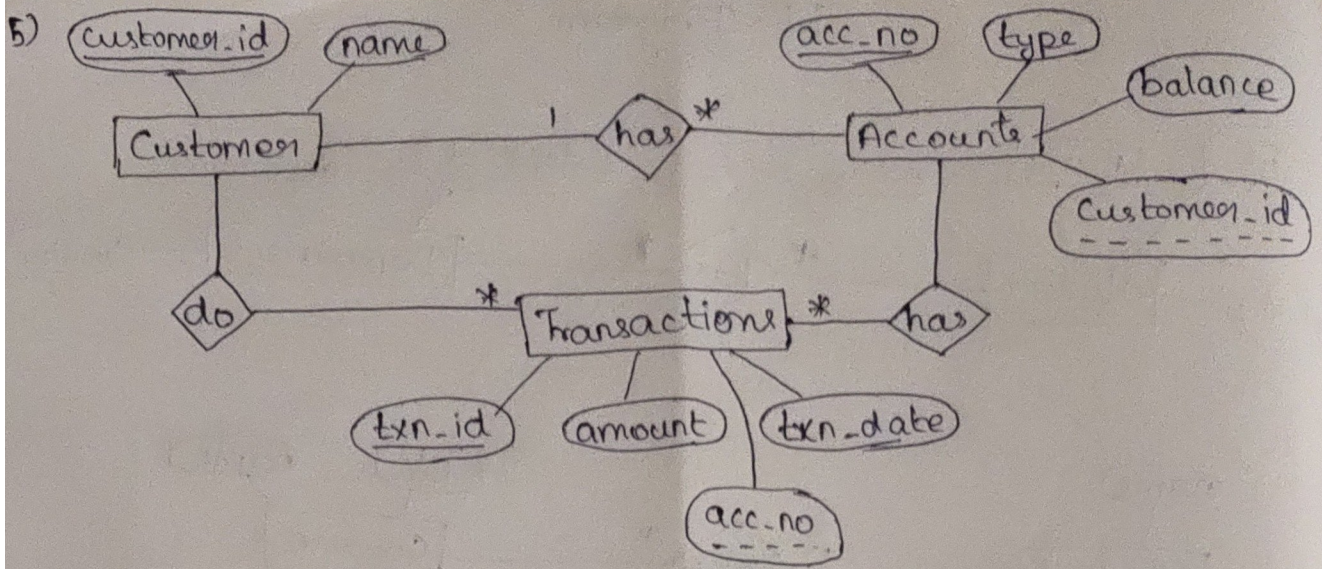 5) customer_id name acc_no type
balance
Customer 1 has * Accounts
customer_id
do * Transactions * has
txn_id amount txn_date
acc_no